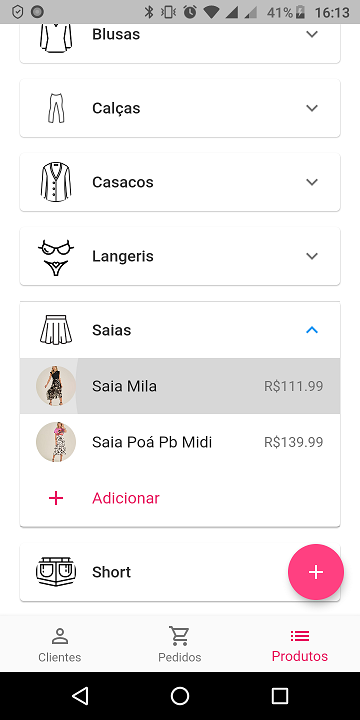 41% 16:13
Blusas
Calças
Casacos
Langeris
Saias
Saia Mila R$111.99
Saia Poá Pb Midi R$139.99
+ Adicionar
Short
Clientes Pedidos Produtos